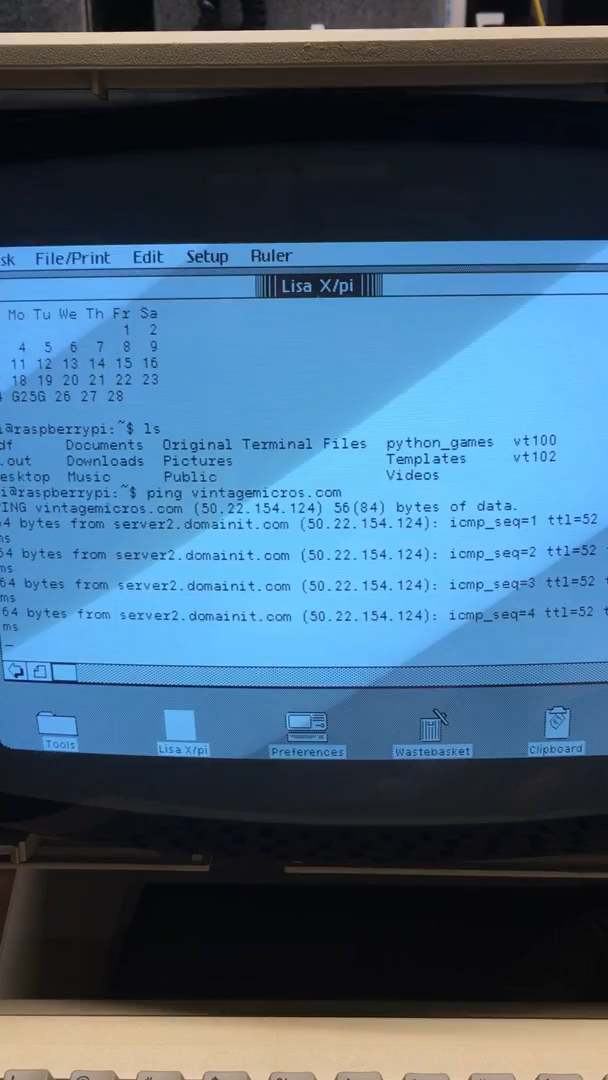 sk File/Print Edit Setup Ruler
Lisa X/pi
Mo Tu We Th Fr Sa
1 2
4 5 6 7 8 9
11 12 13 14 15 16
18 19 20 21 22 23
G25G 26 27 28
i@raspberrypi:~$ ls
df Documents Original Terminal Files python_games vt100
.out Downloads Pictures Templates vt102
esktop Music Public Videos
i@raspberrypi:~$ ping vintagemicros.com
ING vintagemicros.com (50.22.154.124) 56(84) bytes of data.
64 bytes from server2.domainit.com (50.22.154.124): icmp_seq=1 ttl=52
ms
64 bytes from server2.domainit.com (50.22.154.124): icmp_seq=2 ttl=52 t
ms
64 bytes from server2.domainit.com (50.22.154.124): icmp_seq=3 ttl=52 t
ms
64 bytes from server2.domainit.com (50.22.154.124): icmp_seq=4 ttl=52 t
ms
_
Tools Lisa X/pi Preferences Wastebasket Clipboard